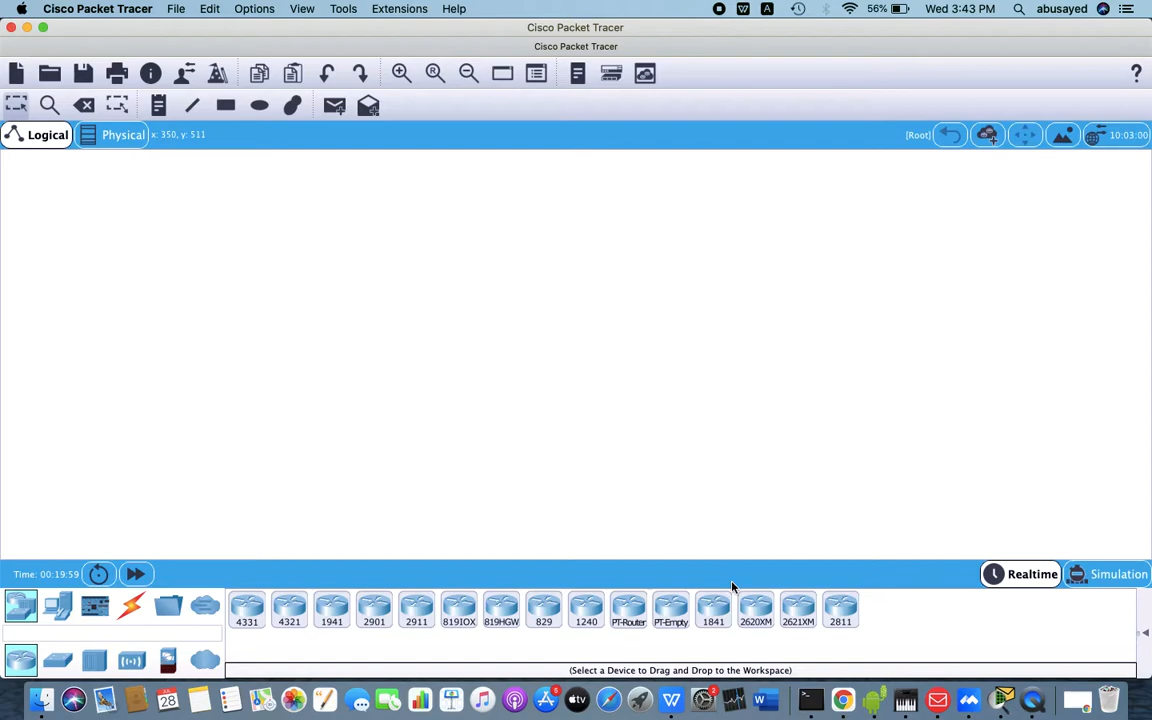 Cisco Packet Tracer File Edit Options View Tools Extensions Help W A 56% Wed 3:43 PM abusayed
Cisco Packet Tracer
Cisco Packet Tracer
?
Logical Physical x: 350, y: 511 [Root] 10:03:00
Time: 00:19:59 Realtime Simulation
4331 4321 1941 2901 2911 819IOX 819HGW 829 1240 PT-Router PT-Empty 1841 2620XM 2621XM 2811
(Select a Device to Drag and Drop to the Workspace)
28 5 W 2 W